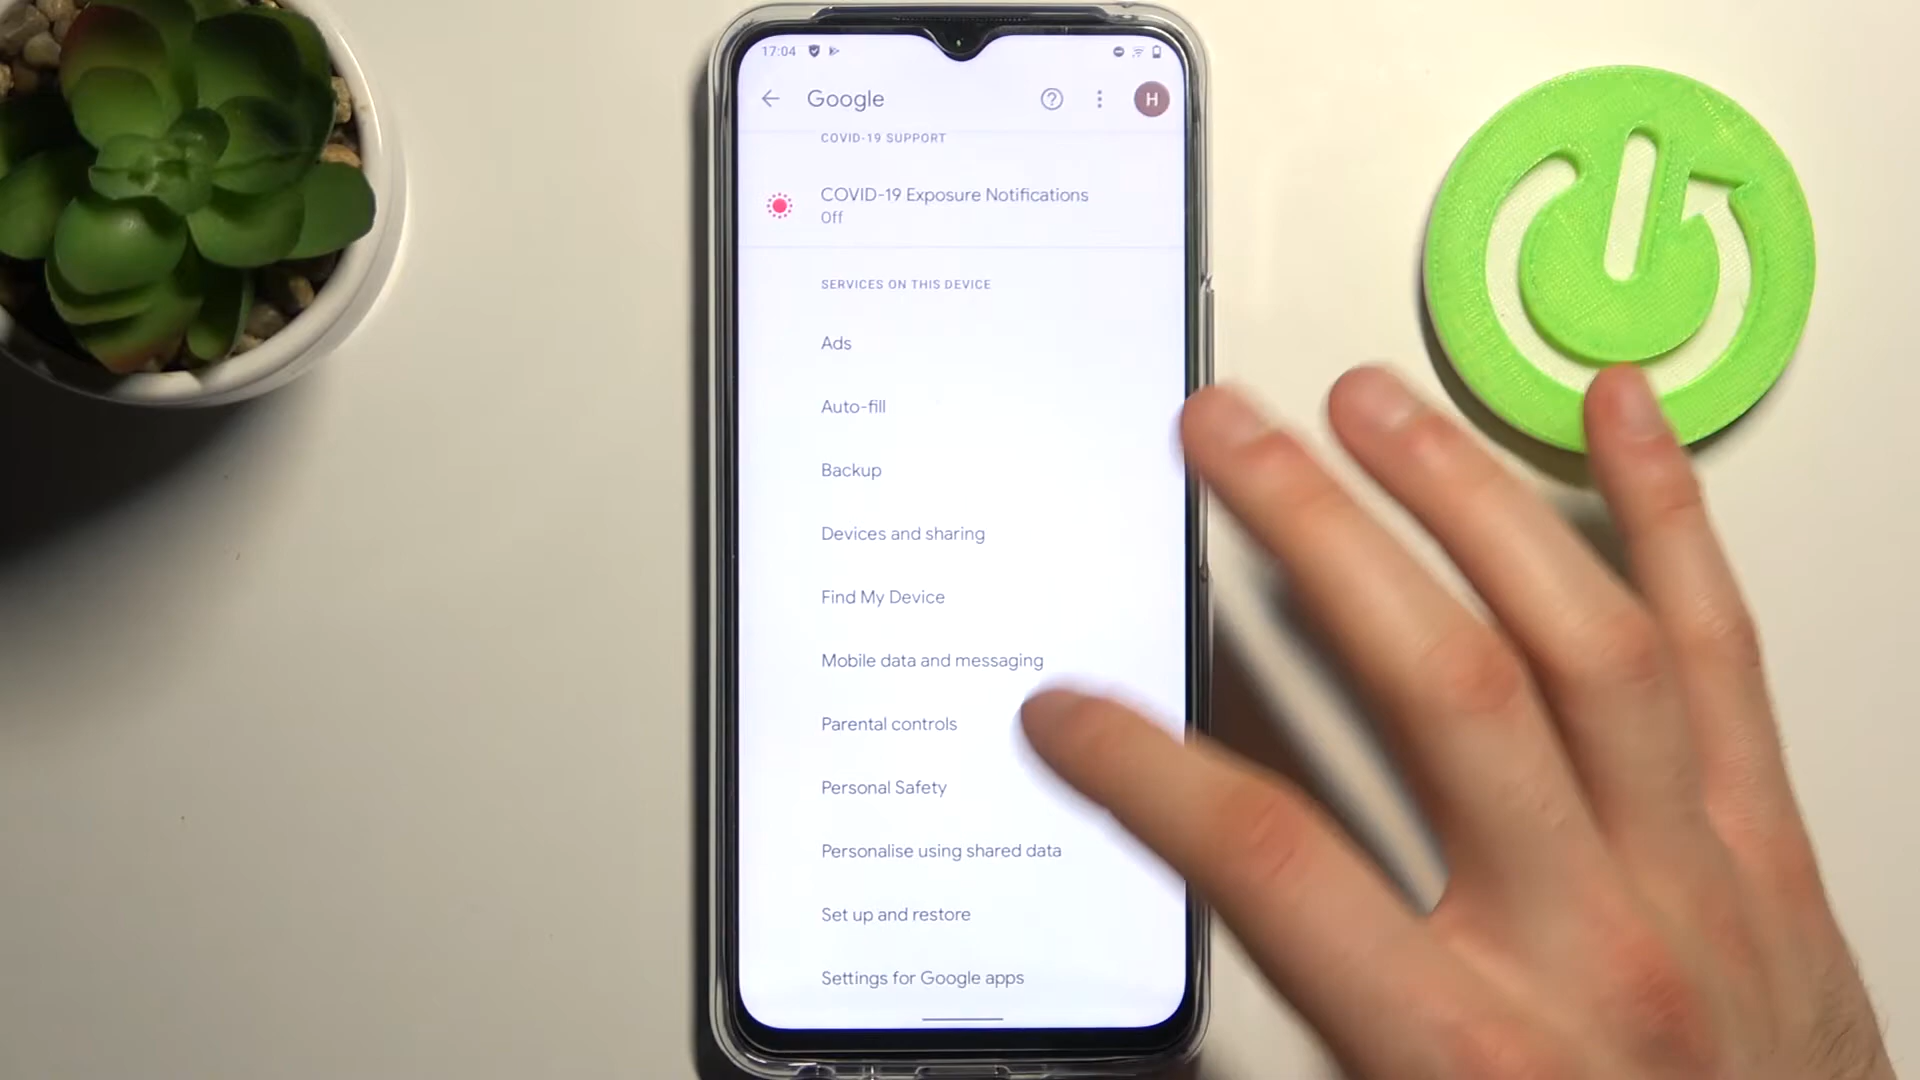 17:04
Google
H
COVID-19 SUPPORT
COVID-19 Exposure Notifications
Off
SERVICES ON THIS DEVICE
Ads
Auto-fill
Backup
Devices and sharing
Find My Device
Mobile data and messaging
Parental controls
Personal Safety
Personalise using shared data
Set up and restore
Settings for Google apps